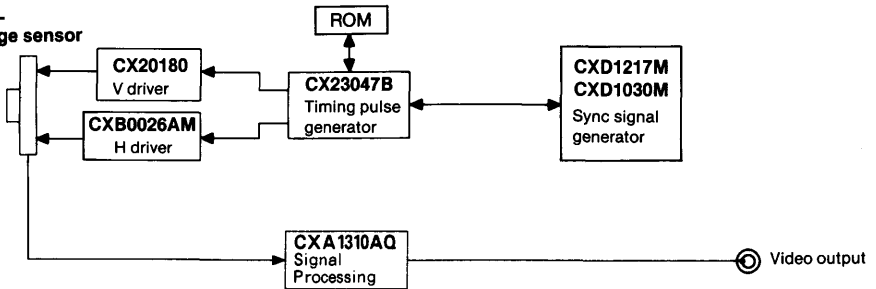 ROM
ge sensor
CX20180
V driver
CXB0026AM
H driver
CX23047B
Timing pulse
generator
CXD1217M
CXD1030M
Sync signal
generator
CXA1310AQ
Signal
Processing
Video output